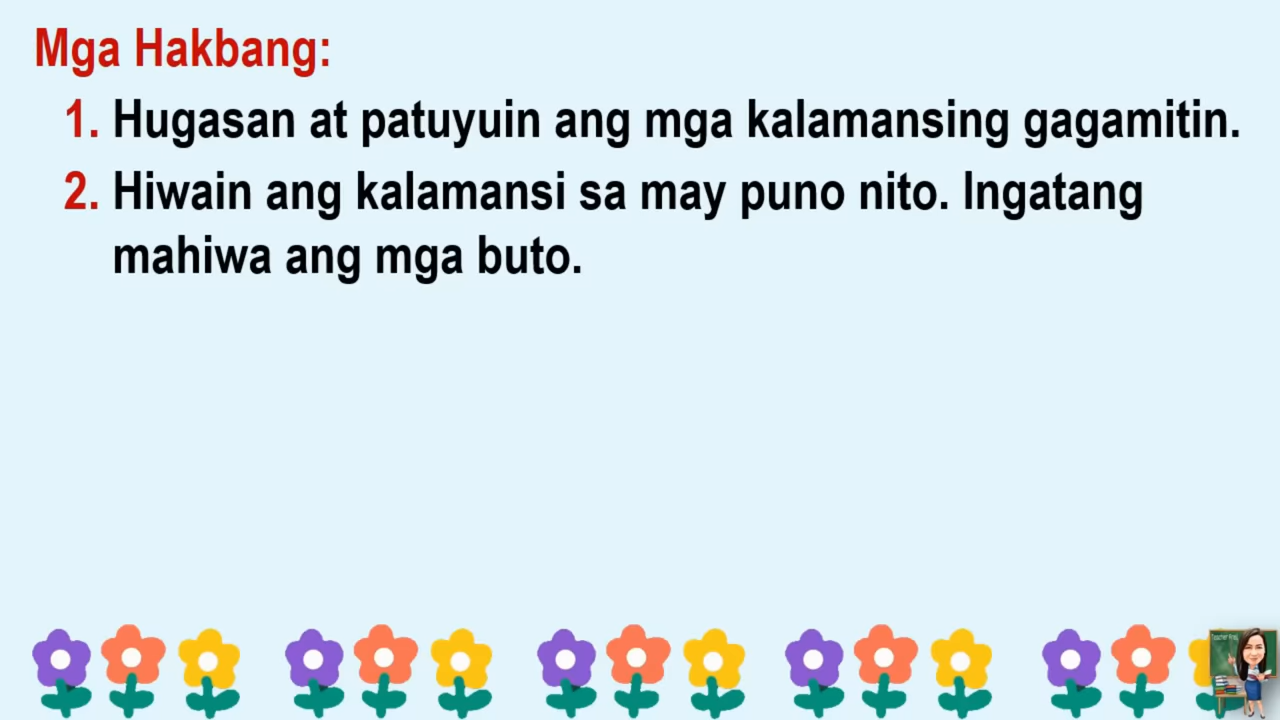 Mga Hakbang:
1. Hugasan at patuyuin ang mga kalamansing gagamitin.
2. Hiwain ang kalamansi sa may puno nito. Ingatang
mahiwa ang mga buto.